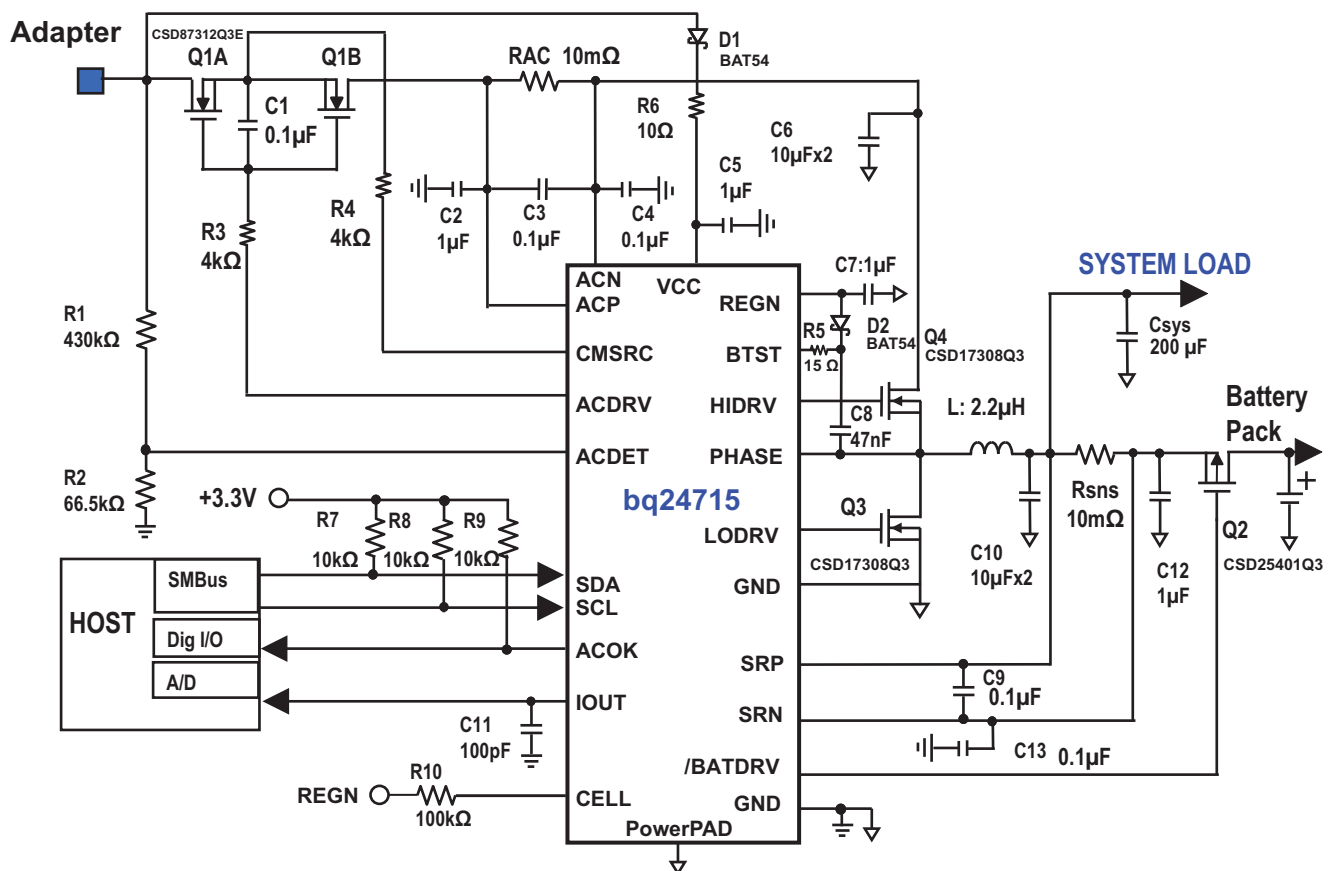 Adapter
CSD87312Q3E
Q1A
Q1B
RAC 10mΩ
D1
BAT54
C1
0.1µF
R6
10Ω
C6
10µFx2
C5
1µF
R3
4kΩ
R4
4kΩ
C2
1µF
C3
0.1µF
C4
0.1µF
R1
430kΩ
R2
66.5kΩ
ACN
ACP
CMSRC
ACDRV
ACDET
VCC
REGN
BTST
HIDRV
PHASE
bq24715
LODRV
GND
SDA
SCL
ACOK
IOUT
CELL
SRP
SRN
/BATDRV
GND
PowerPAD
C7:1µF
R5
15 Ω
D2
BAT54
Q4
CSD17308Q3
C8
47nF
SYSTEM LOAD
Csys
200 µF
L: 2.2µH
Battery
Pack
+
Rsns
10mΩ
Q3
CSD17308Q3
C10
10µFx2
C12
1µF
Q2
CSD25401Q3
C9
0.1µF
C13 0.1µF
+3.3V
R7
10kΩ
R8
10kΩ
R9
10kΩ
HOST
SMBus
Dig I/O
A/D
C11
100pF
REGN
R10
100kΩ